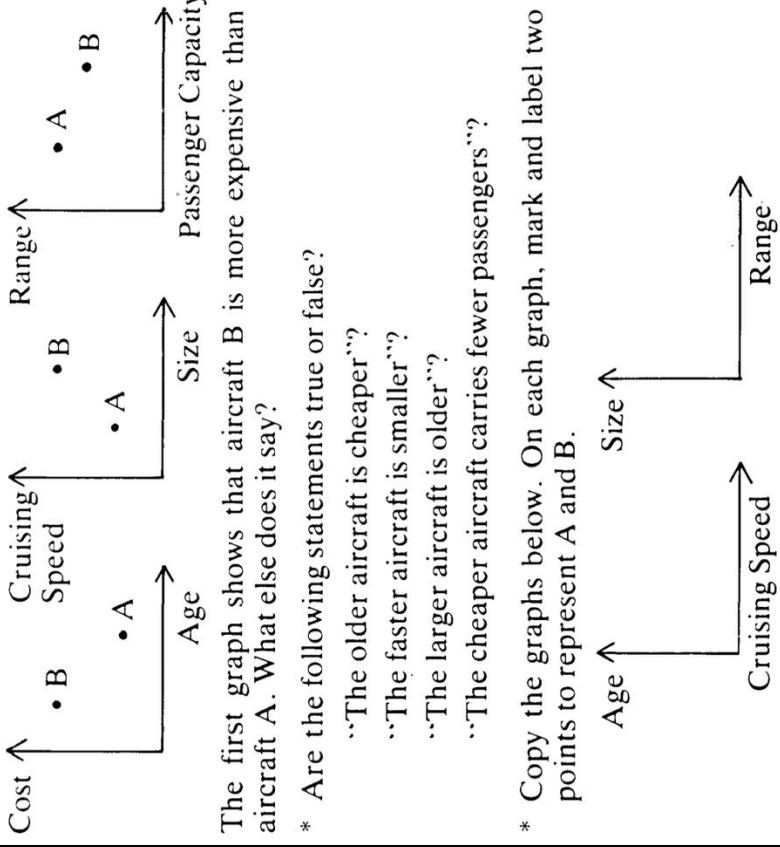 Cost
B
A
Age
Cruising
Speed
B
A
Size
Range
A
B
Passenger Capacity
The first graph shows that aircraft B is more expensive than
aircraft A. What else does it say?
* Are the following statements true or false?
“The older aircraft is cheaper”?
“The faster aircraft is smaller”?
“The larger aircraft is older”?
“The cheaper aircraft carries fewer passengers”?
* Copy the graphs below. On each graph, mark and label two
points to represent A and B.
Age
Cruising Speed
Size
Range